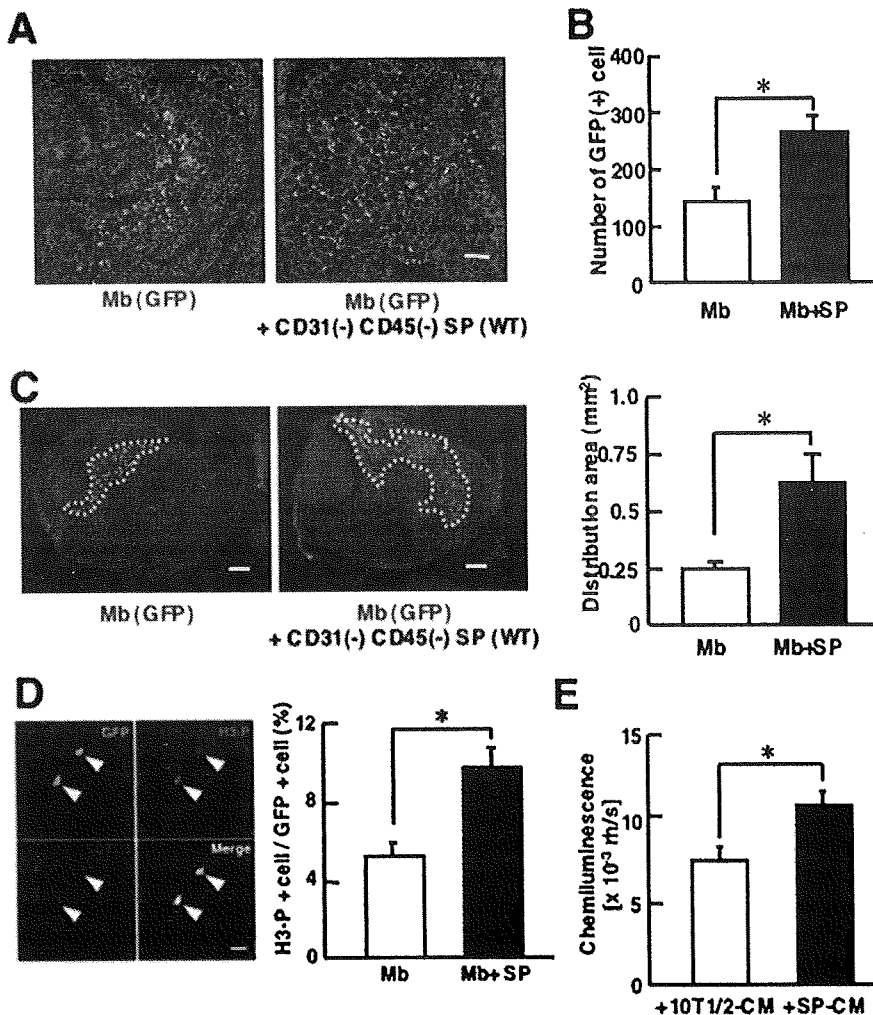 A
Mb (GFP)
Mb (GFP)
+ CD31(-) CD45(-) SP (WT)
B
Number of GFP (+) cell
400
300
200
100
0
*
Mb
Mb+SP
C
Mb (GFP)
Mb (GFP)
+ CD31(-) CD45(-) SP (WT)
Distribution area (mm²)
1.0
0.75
0.5
0.25
0
*
Mb
Mb+SP
D
GFP
H3-P
Merge
H3-P +cell / GFP +cell (%)
12
8
4
0
*
Mb
Mb+SP
E
Chemiluminescence
[x 10⁻³ rh/s]
15
10
5
0
*
+10T1/2-CM
+SP-CM